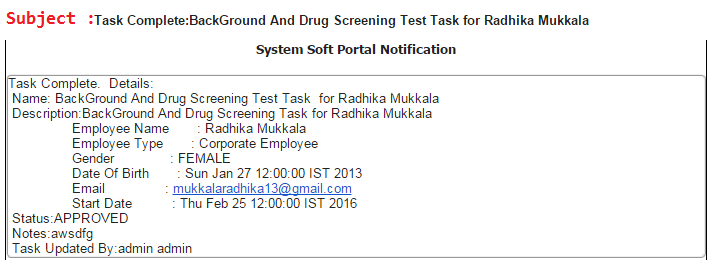 Subject :Task Complete:BackGround And Drug Screening Test Task for Radhika Mukkala
System Soft Portal Notification
Task Complete. Details:
Name: BackGround And Drug Screening Test Task for Radhika Mukkala
Description:BackGround And Drug Screening Task for Radhika Mukkala
Employee Name : Radhika Mukkala
Employee Type : Corporate Employee
Gender : FEMALE
Date Of Birth : Sun Jan 27 12:00:00 IST 2013
Email : mukkalaradhika13@gmail.com
Start Date : Thu Feb 25 12:00:00 IST 2016
Status:APPROVED
Notes:awsdfg
Task Updated By:admin admin